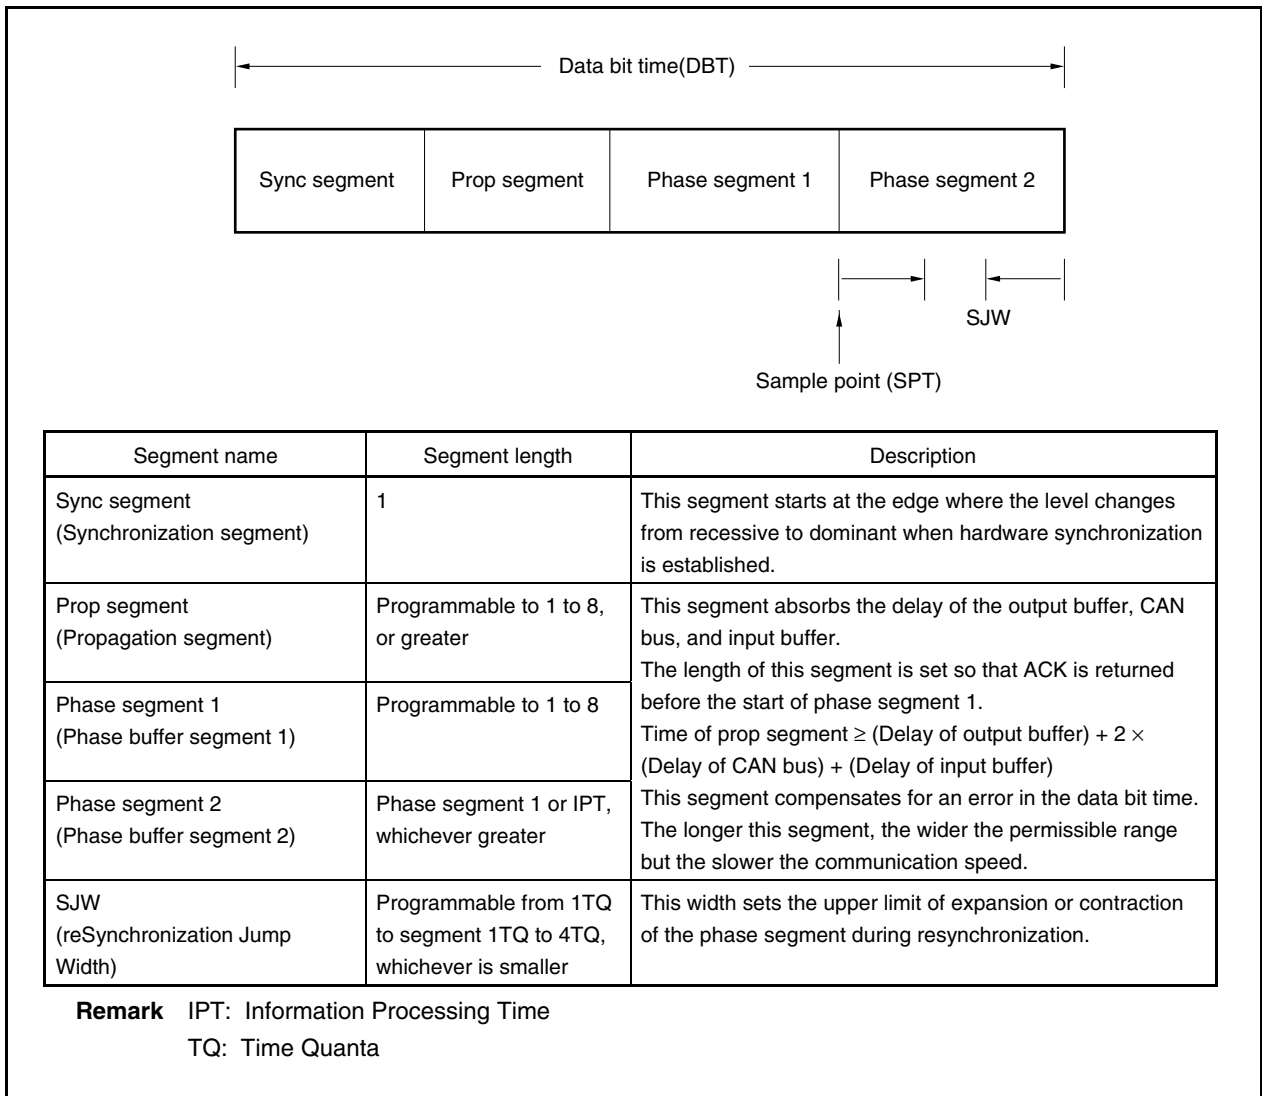 Data bit time(DBT)
Sync segment
Prop segment
Phase segment 1
Phase segment 2
SJW
Sample point (SPT)
Segment name
Segment length
Description
Sync segment
(Synchronization segment)
1
This segment starts at the edge where the level changes
from recessive to dominant when hardware synchronization
is established.
Prop segment
(Propagation segment)
Programmable to 1 to 8,
or greater
This segment absorbs the delay of the output buffer, CAN
bus, and input buffer.
The length of this segment is set so that ACK is returned
before the start of phase segment 1.
Time of prop segment ≥ (Delay of output buffer) + 2 ×
(Delay of CAN bus) + (Delay of input buffer)
Phase segment 1
(Phase buffer segment 1)
Programmable to 1 to 8
Phase segment 2
(Phase buffer segment 2)
Phase segment 1 or IPT,
whichever greater
This segment compensates for an error in the data bit time.
The longer this segment, the wider the permissible range
but the slower the communication speed.
SJW
(reSynchronization Jump
Width)
Programmable from 1TQ
to segment 1TQ to 4TQ,
whichever is smaller
This width sets the upper limit of expansion or contraction
of the phase segment during resynchronization.
Remark IPT: Information Processing Time
TQ: Time Quanta